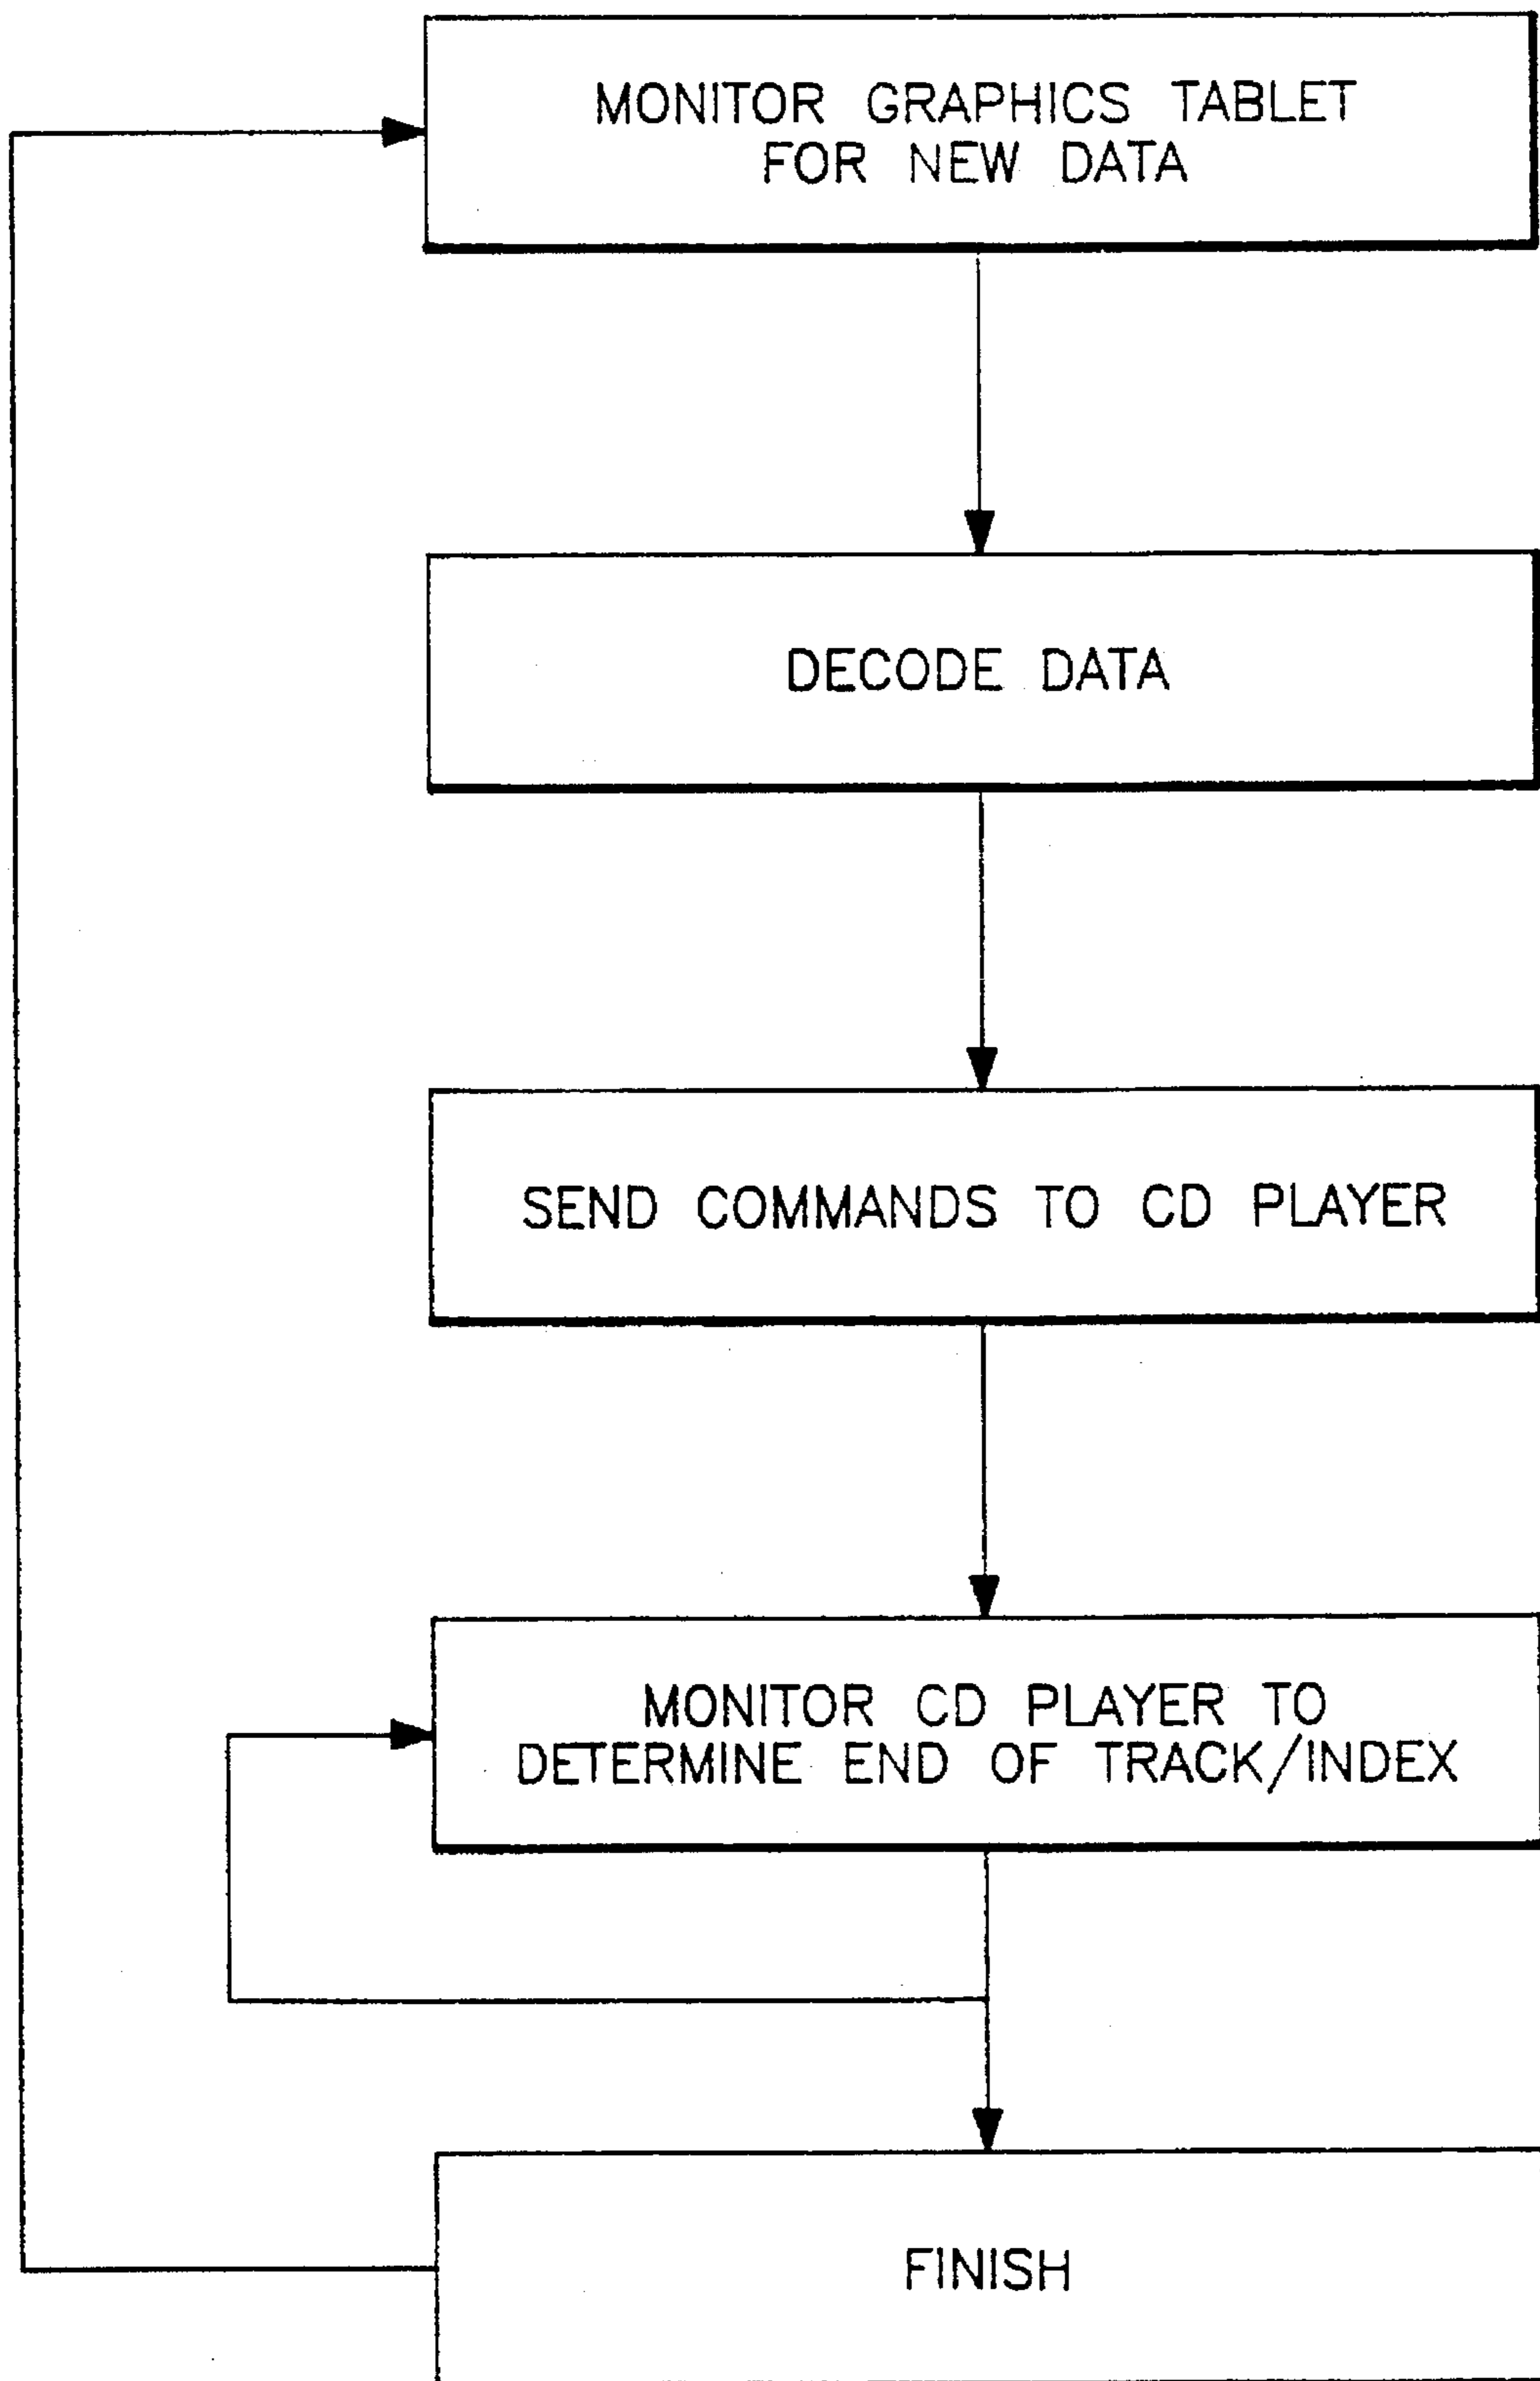 MONITOR GRAPHICS TABLET
FOR NEW DATA
DECODE DATA
SEND COMMANDS TO CD PLAYER
MONITOR CD PLAYER TO
DETERMINE END OF TRACK/INDEX
FINISH